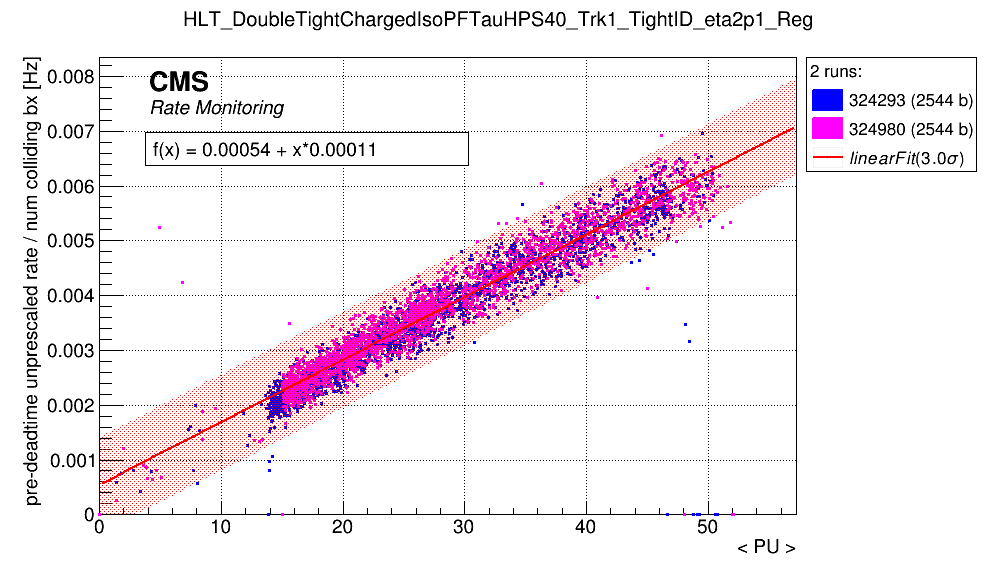 HLT_DoubleTightChargedIsoPFTauHPS40_Trk1_TightID_eta2p1_Reg
pre-deadtime unprescaled rate / num colliding bx [Hz]
0.008
0.007
0.006
0.005
0.004
0.003
0.002
0.001
0
CMS
Rate Monitoring
f(x) = 0.00054 + x*0.00011
2 runs:
324293 (2544 b)
324980 (2544 b)
linearFit(3.0σ)
0 10 20 30 40 50
< PU >